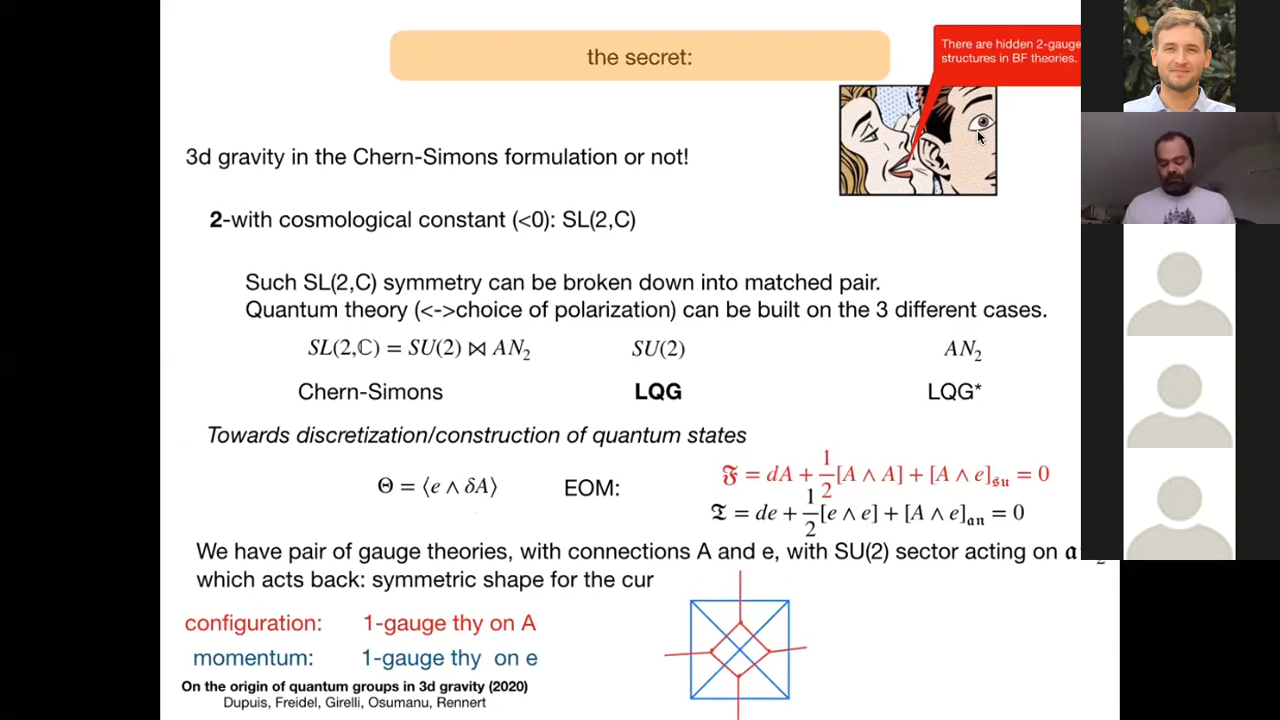 the secret:
There are hidden 2-gauge
structures in BF theories.
3d gravity in the Chern-Simons formulation or not!
2-with cosmological constant (<0): SL(2,C)
Such SL(2,C) symmetry can be broken down into matched pair.
Quantum theory (<->choice of polarization) can be built on the 3 different cases.
SL(2,ℂ) = SU(2) ⋈ AN₂ SU(2) AN₂
Chern-Simons LQG LQG*
Towards discretization/construction of quantum states
𝔉 = dA + 1/2[A ∧ A] + [A ∧ e]_𝔰𝔲 = 0
Θ = ⟨e ∧ δA⟩ EOM:
𝔗 = de + 1/2[e ∧ e] + [A ∧ e]_𝔞𝔫 = 0
We have pair of gauge theories, with connections A and e, with SU(2) sector acting on
which acts back: symmetric shape for the cur
configuration: 1-gauge thy on A
momentum: 1-gauge thy on e
On the origin of quantum groups in 3d gravity (2020)
Dupuis, Freidel, Girelli, Osumanu, Rennert